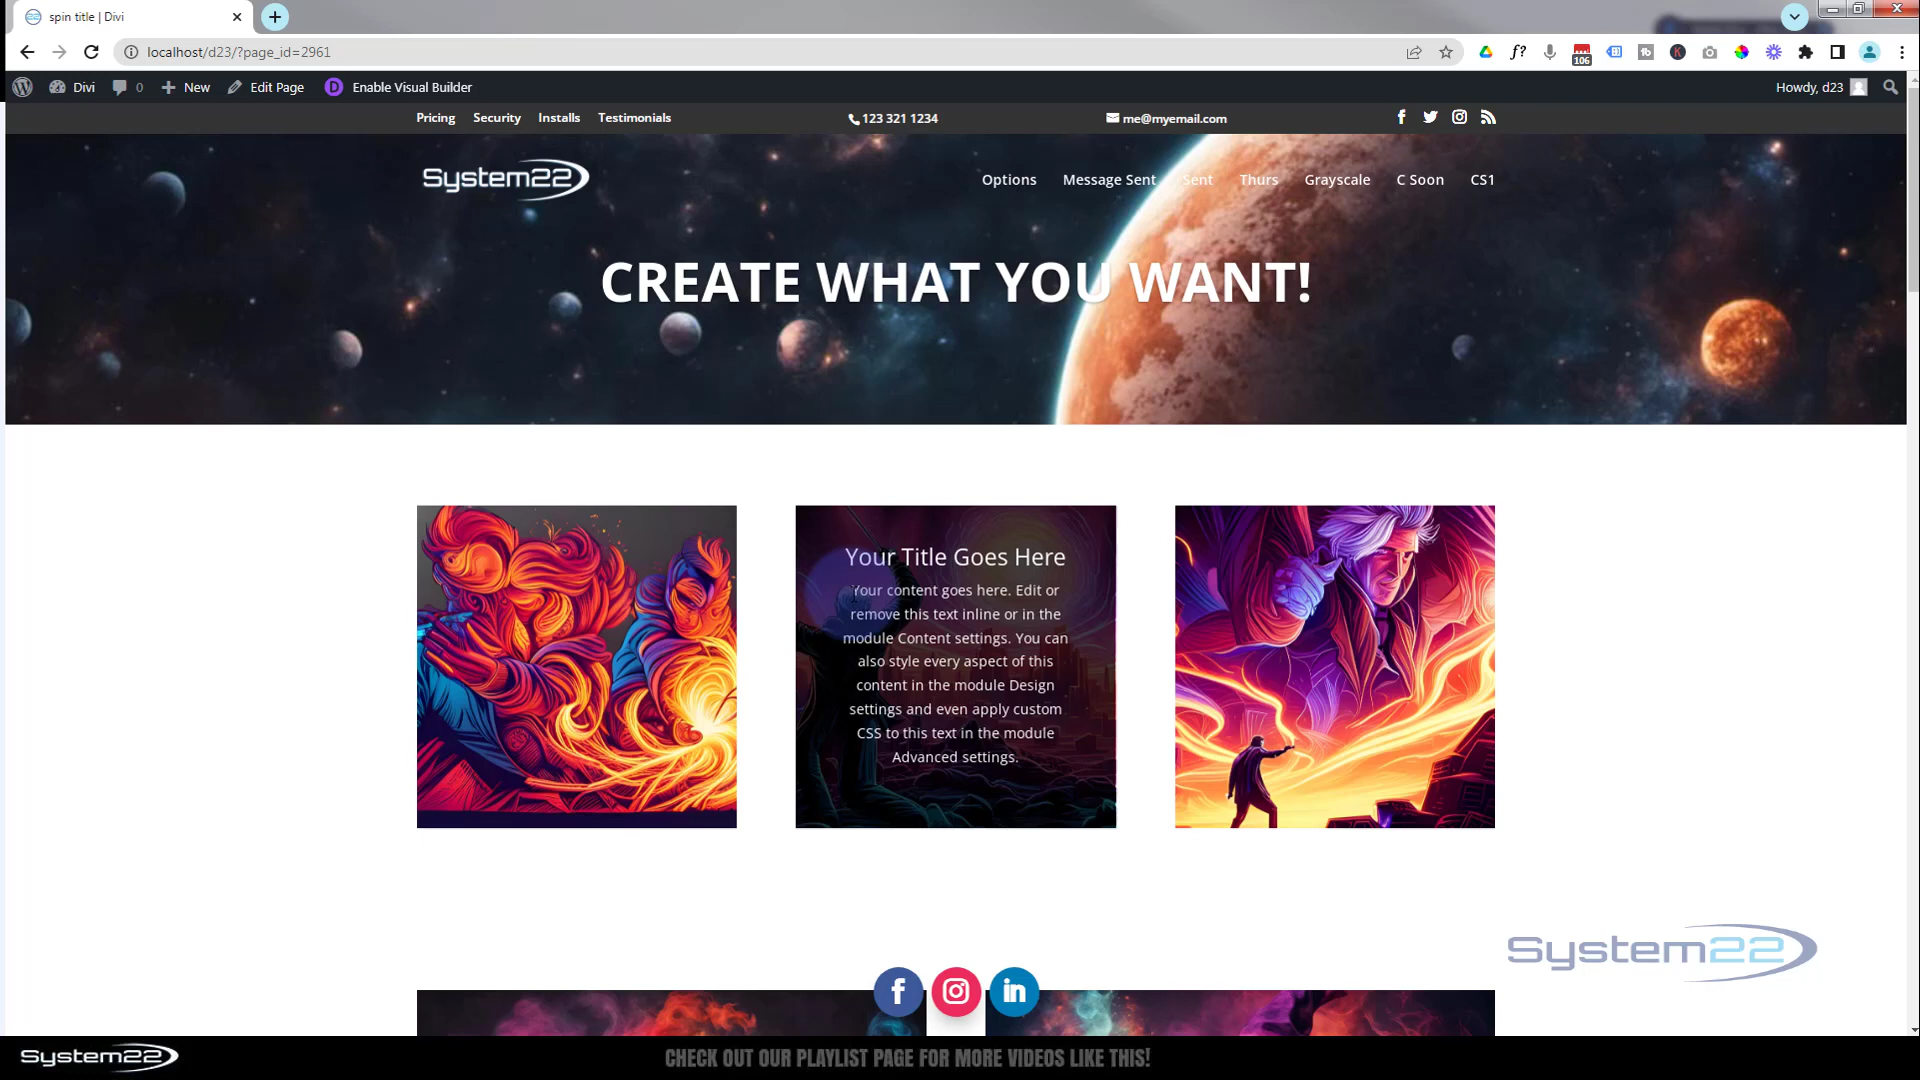 spin title | Divi
localhost/d23/?page_id=2961
106
Divi 0 New Edit Page Enable Visual Builder Howdy, d23
Pricing Security Installs Testimonials 123 321 1234 me@myemail.com
System22
Options Message Sent Sent Thurs Grayscale C Soon CS1
CREATE WHAT YOU WANT!
Your Title Goes Here
Your content goes here. Edit or
remove this text inline or in the
module Content settings. You can
also style every aspect of this
content in the module Design
settings and even apply custom
CSS to this text in the module
Advanced settings.
System22
System22
CHECK OUT OUR PLAYLIST PAGE FOR MORE VIDEOS LIKE THIS!